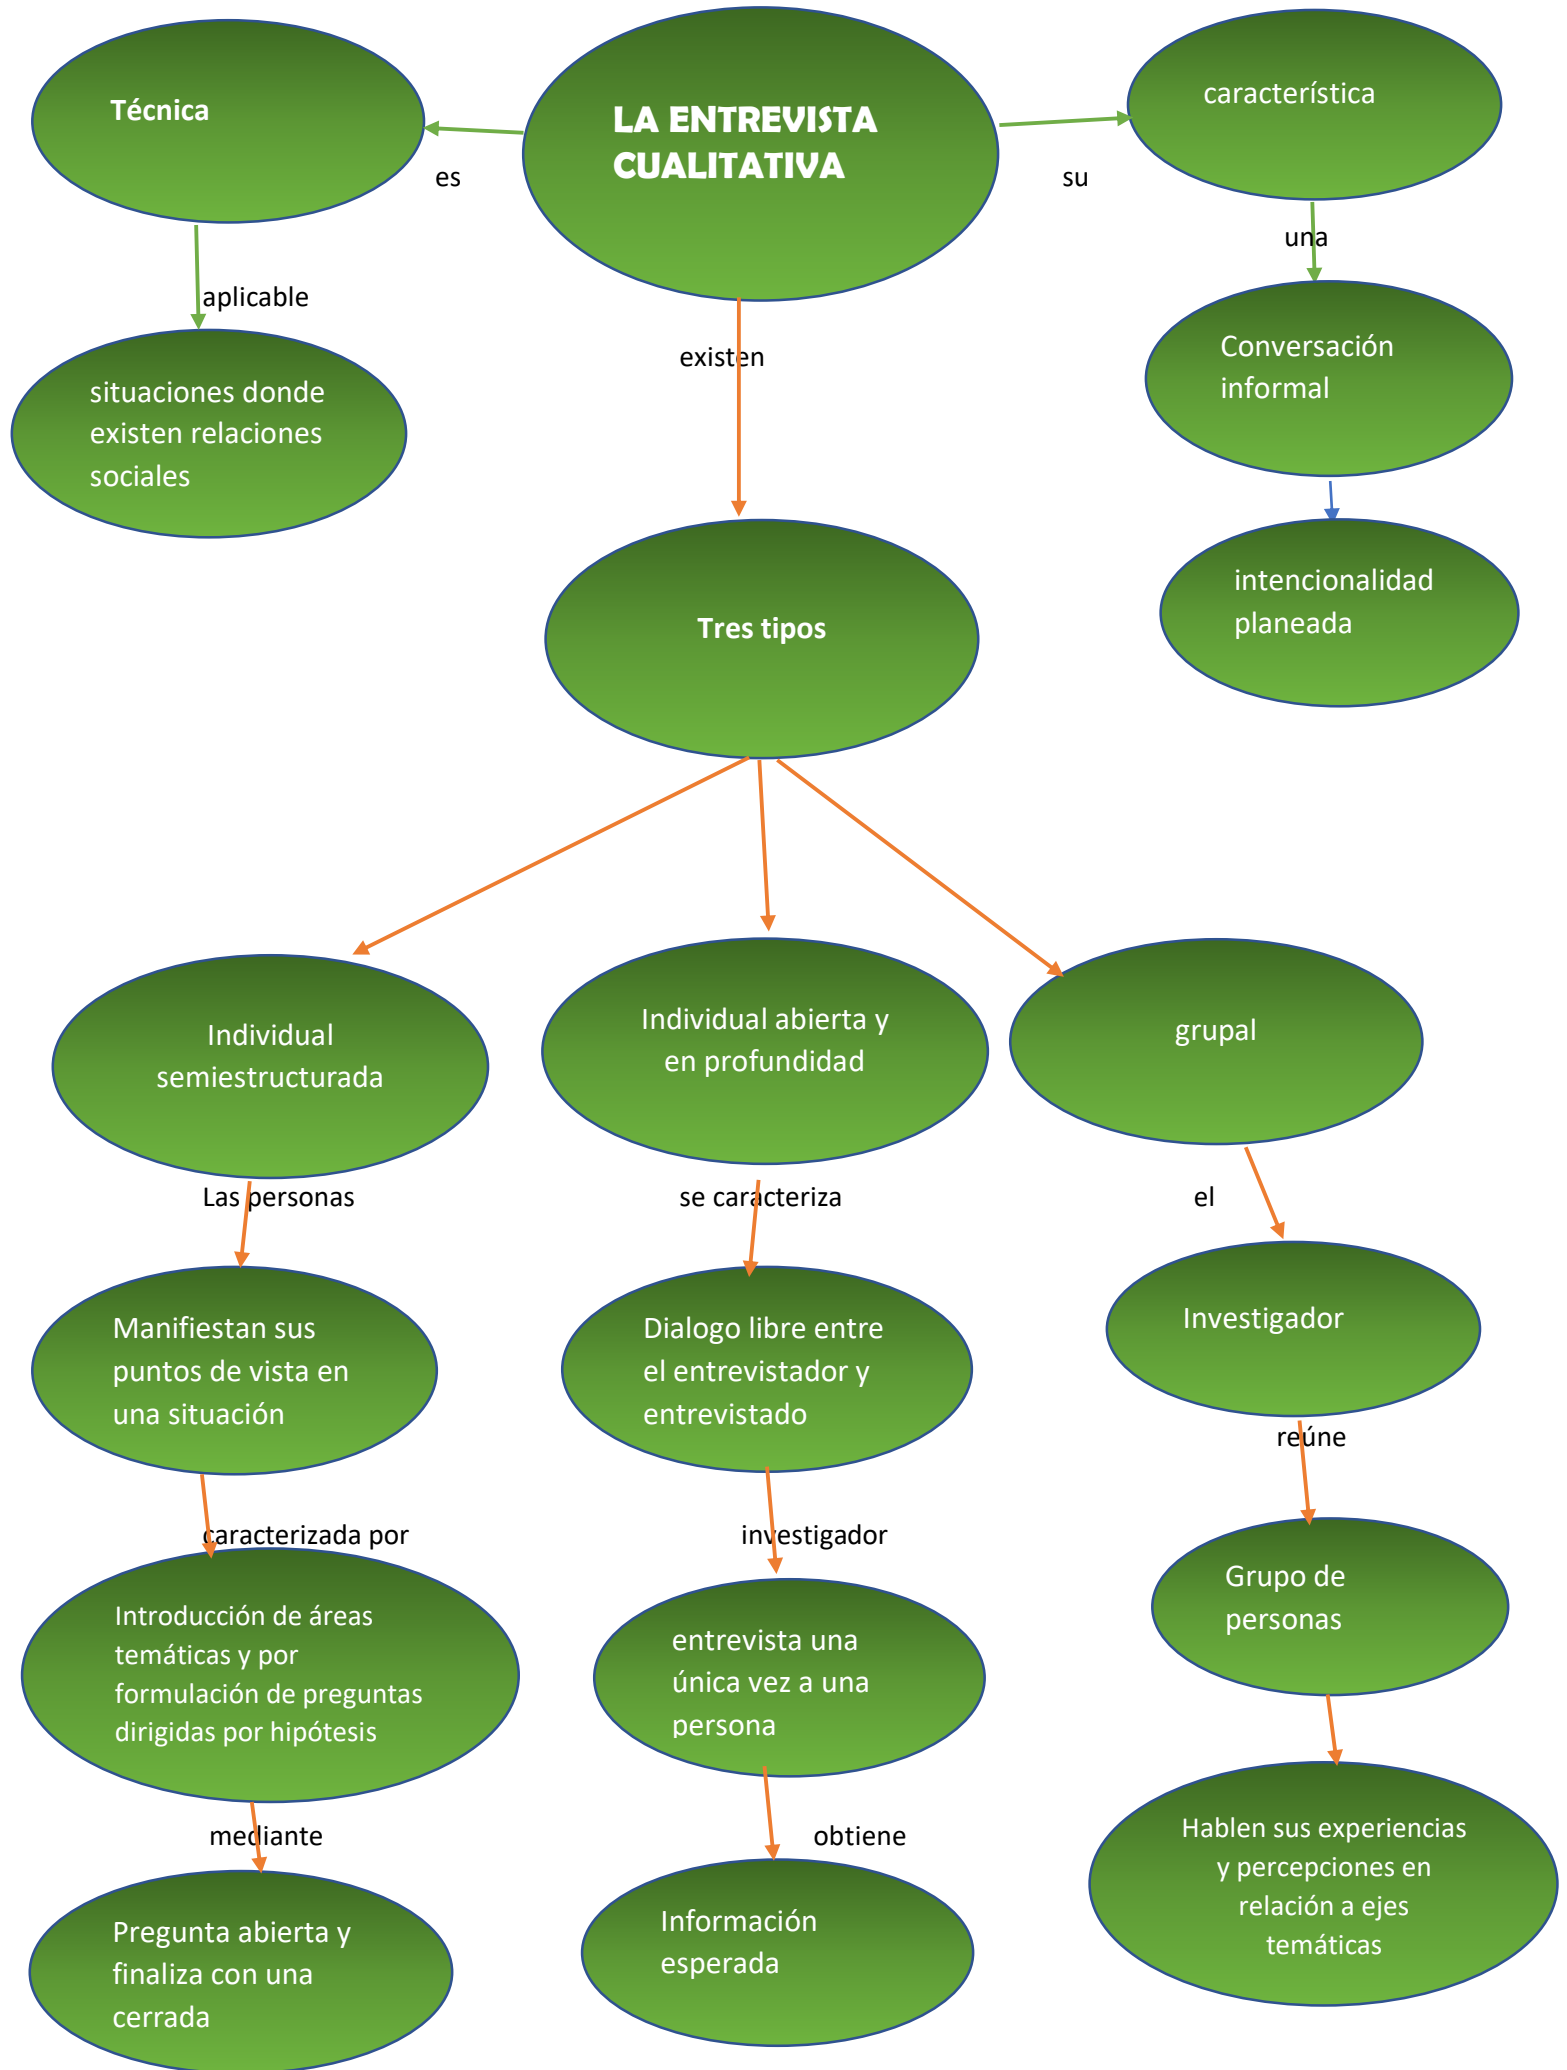 Técnica
LA ENTREVISTA
CUALITATIVA
característica
es
su
una
aplicable
existen
situaciones donde
existen relaciones
sociales
Conversación
informal
intencionalidad
planeada
Tres tipos
Individual
semiestructurada
Individual abierta y
en profundidad
grupal
Las personas
se caracteriza
el
Manifiestan sus
puntos de vista en
una situación
Dialogo libre entre
el entrevistador y
entrevistado
Investigador
reúne
caracterizada por
investigador
Introducción de áreas
temáticas y por
formulación de preguntas
dirigidas por hipótesis
entrevista una
única vez a una
persona
Grupo de
personas
mediante
obtiene
Pregunta abierta y
finaliza con una
cerrada
Información
esperada
Hablen sus experiencias
y percepciones en
relación a ejes
temáticas